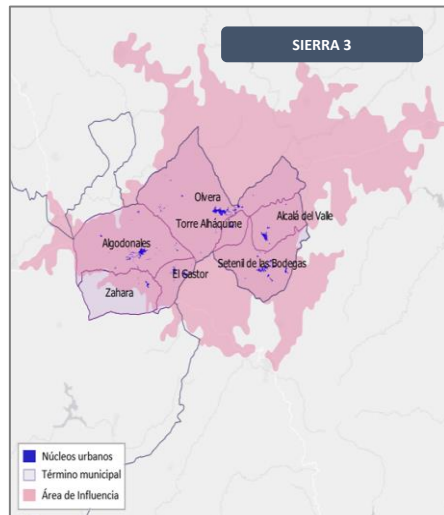 SIERRA 3
Olvera
Torre Alháquime
Alcalá del Valle
Algodonales
Setenil de las Bodegas
El Gastor
Zahara
Núcleos urbanos
Término municipal
Área de Influencia